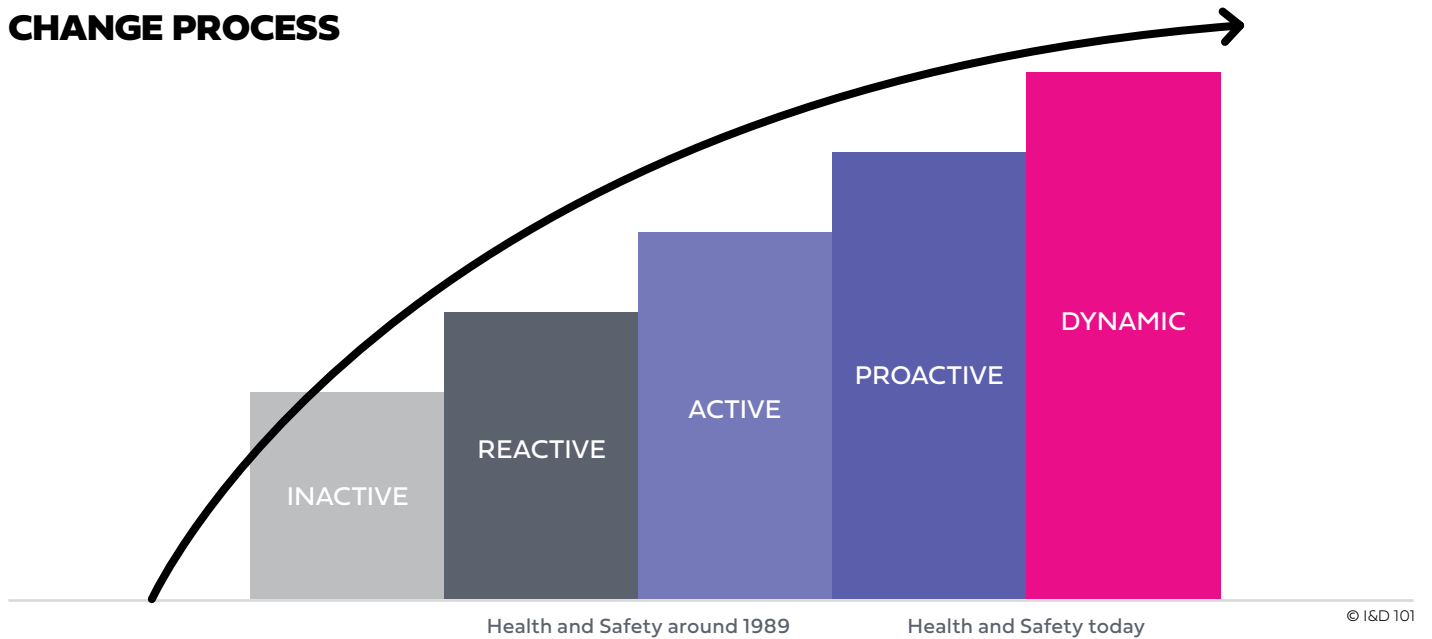 CHANGE PROCESS
INACTIVE
REACTIVE
ACTIVE
PROACTIVE
DYNAMIC
Health and Safety around 1989
Health and Safety today
© I&D 101